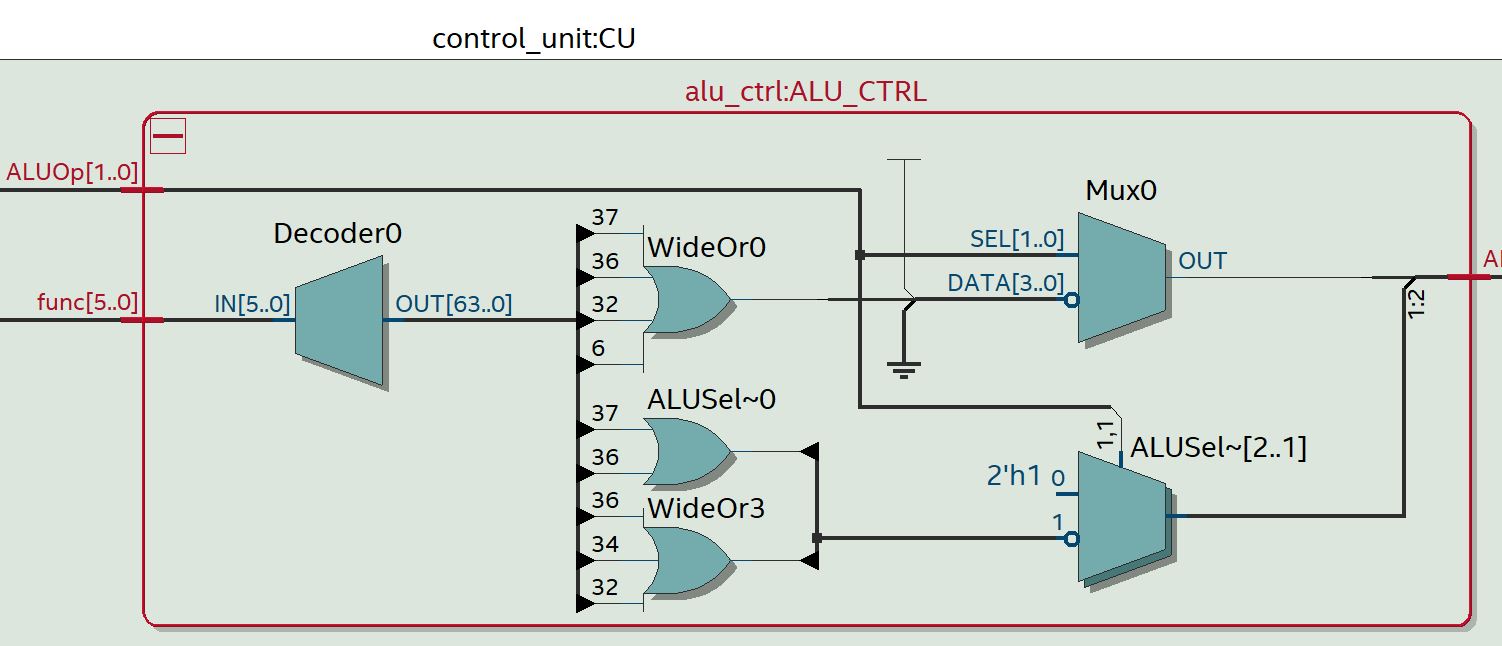 control_unit:CU
alu_ctrl:ALU_CTRL
ALUOp[1..0]
func[5..0]
Decoder0
IN[5..0]
OUT[63..0]
37
36
32
6
WideOr0
37
36
ALUSel~0
36
34
32
WideOr3
Mux0
SEL[1..0]
DATA[3..0]
OUT
1,1
ALUSel~[2..1]
2'h1 0
1
1:2